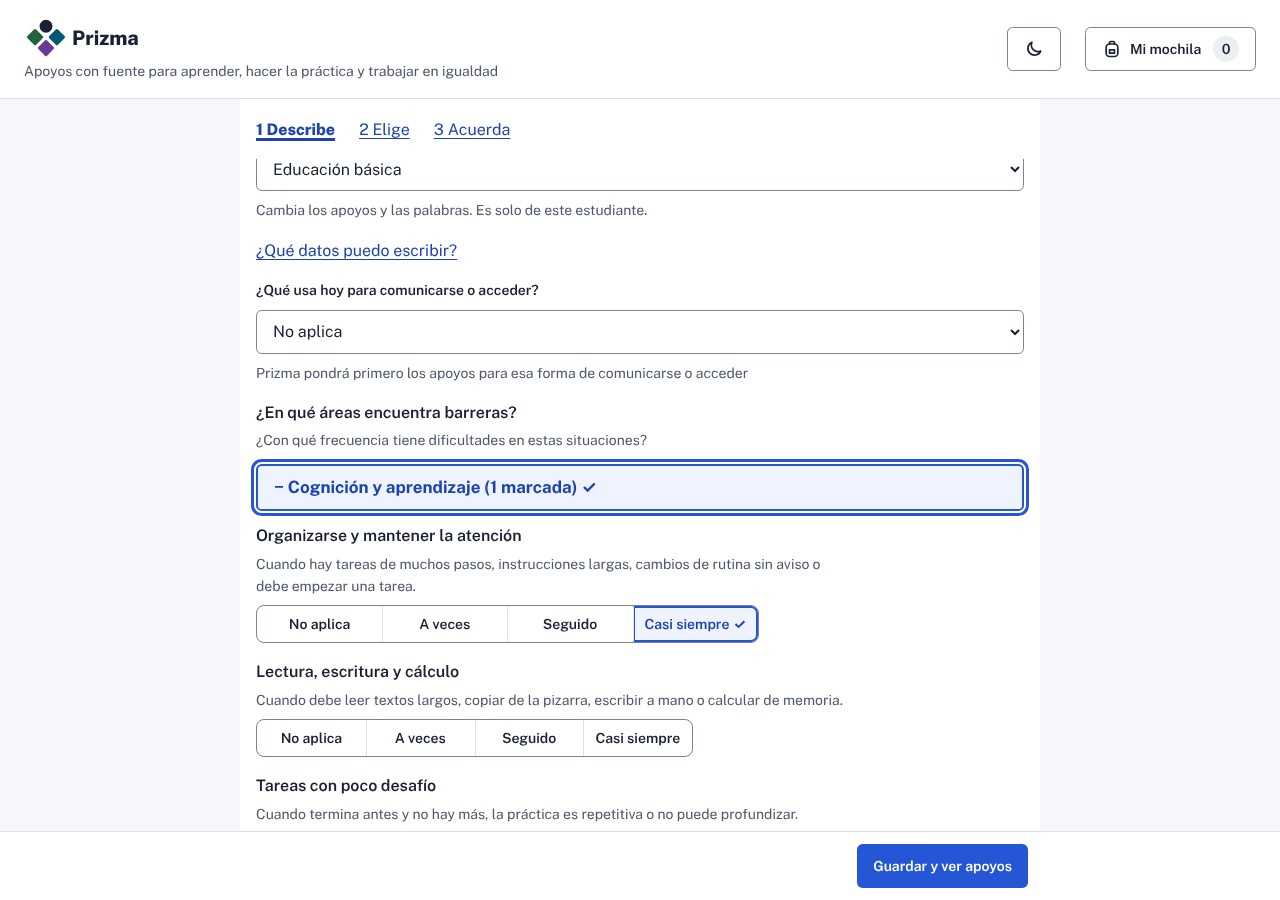 Prizma
Apoyos con fuente para aprender, hacer la práctica y trabajar en igualdad
Mi mochila 0
1 Describe 2 Elige 3 Acuerda
Educación básica
Cambia los apoyos y las palabras. Es solo de este estudiante.
¿Qué datos puedo escribir?
¿Qué usa hoy para comunicarse o acceder?
No aplica
Prizma pondrá primero los apoyos para esa forma de comunicarse o acceder
¿En qué áreas encuentra barreras?
¿Con qué frecuencia tiene dificultades en estas situaciones?
− Cognición y aprendizaje (1 marcada) ✓
Organizarse y mantener la atención
Cuando hay tareas de muchos pasos, instrucciones largas, cambios de rutina sin aviso o
debe empezar una tarea.
No aplica A veces Seguido Casi siempre ✓
Lectura, escritura y cálculo
Cuando debe leer textos largos, copiar de la pizarra, escribir a mano o calcular de memoria.
No aplica A veces Seguido Casi siempre
Tareas con poco desafío
Cuando termina antes y no hay más, la práctica es repetitiva o no puede profundizar.
Guardar y ver apoyos